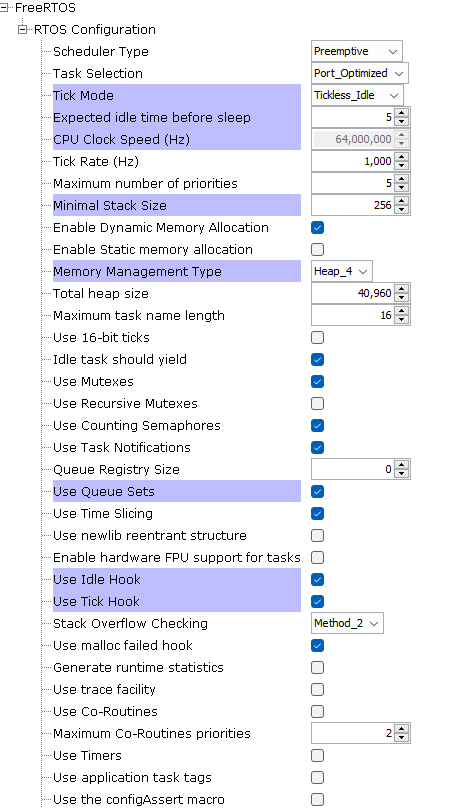 FreeRTOS
RTOS Configuration
Scheduler Type Preemptive
Task Selection Port_Optimized
Tick Mode Tickless_Idle
Expected idle time before sleep 5
CPU Clock Speed (Hz) 64,000,000
Tick Rate (Hz) 1,000
Maximum number of priorities 5
Minimal Stack Size 256
Enable Dynamic Memory Allocation
Enable Static memory allocation
Memory Management Type Heap_4
Total heap size 40,960
Maximum task name length 16
Use 16-bit ticks
Idle task should yield
Use Mutexes
Use Recursive Mutexes
Use Counting Semaphores
Use Task Notifications
Queue Registry Size 0
Use Queue Sets
Use Time Slicing
Use newlib reentrant structure
Enable hardware FPU support for tasks
Use Idle Hook
Use Tick Hook
Stack Overflow Checking Method_2
Use malloc failed hook
Generate runtime statistics
Use trace facility
Use Co-Routines
Maximum Co-Routines priorities 2
Use Timers
Use application task tags
Use the configAssert macro